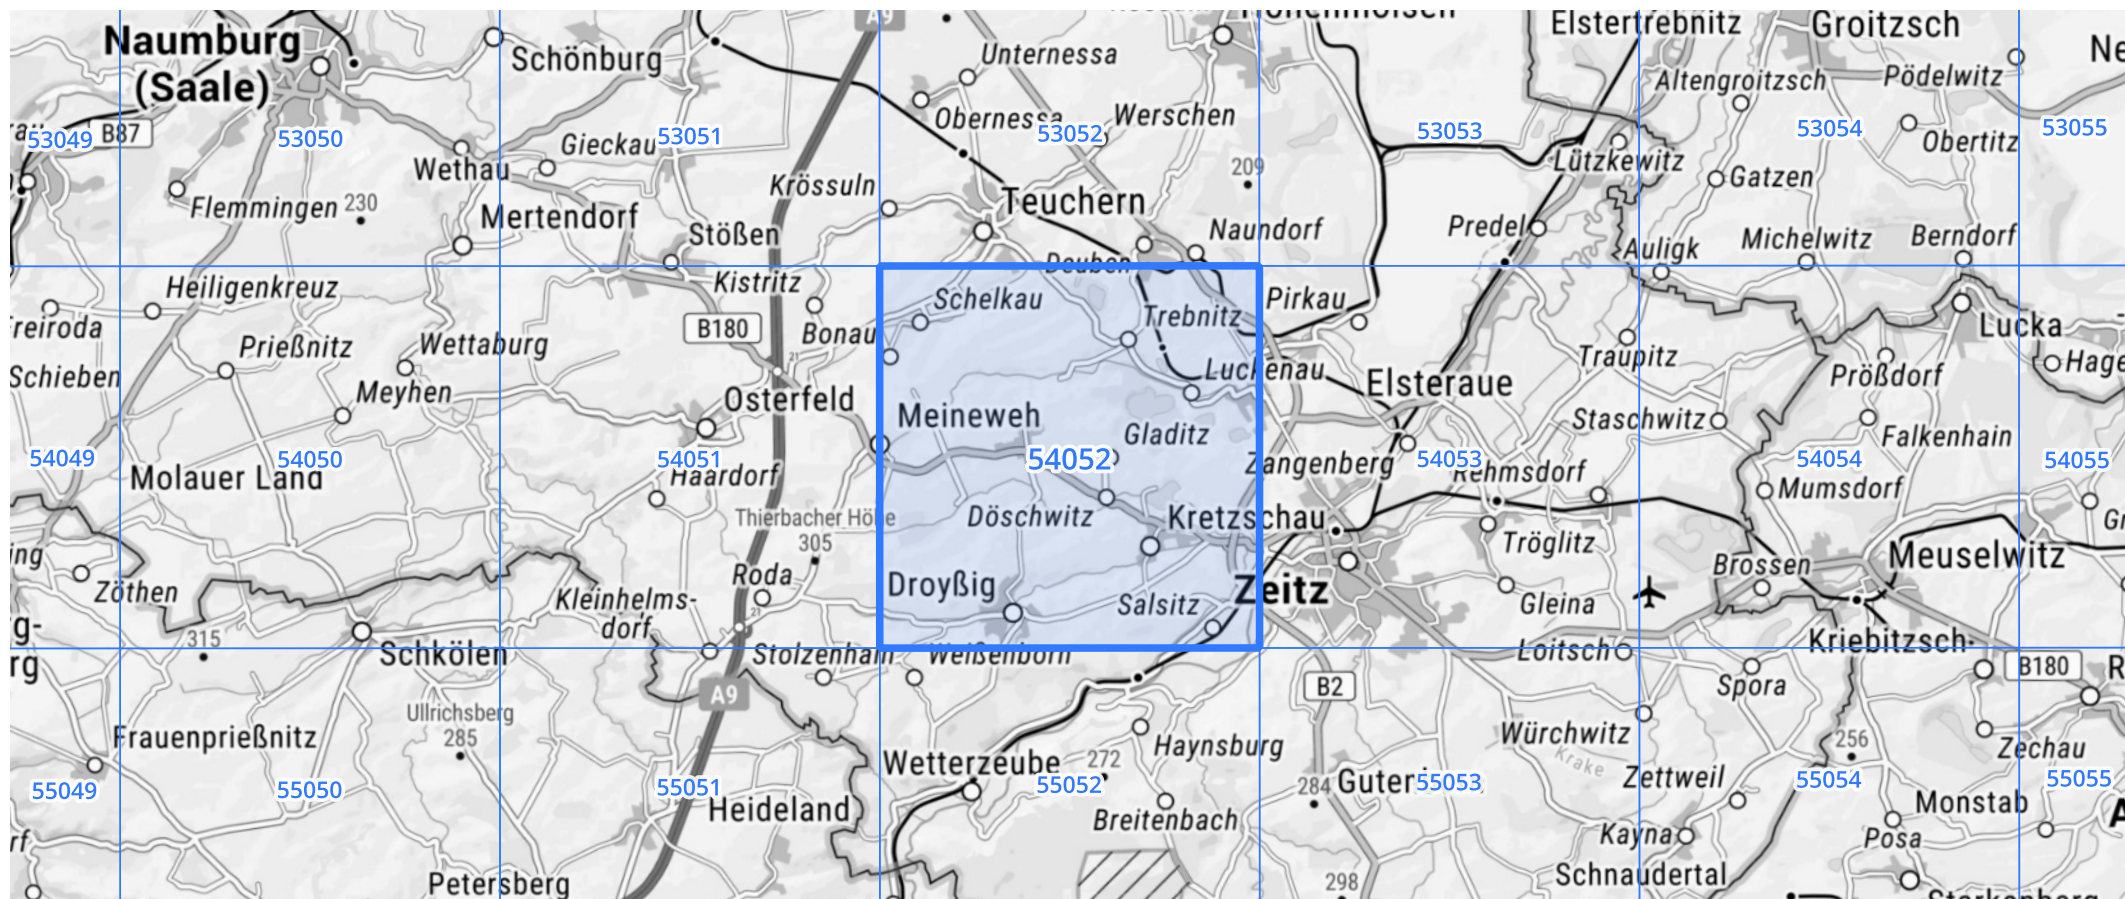 Naumburg
(Saale)
Schönburg
A9
Unternessa
Elstertrebnitz
Groitzsch
Altengroitzsch
Pödelwitz
Obernessa
Werschen
B87
53049
53050
53051
53052
53053
53054
53055
Gieckau
Wethau
Obertitz
Lützkewitz
Gatzen
209
Krössuln
Flemmingen
230
Mertendorf
Teuchern
Stößen
Naundorf
Predel
Auligk
Michelwitz
Berndorf
Deuben
Heiligenkreuz
Kistritz
Schelkau
Pirkau
Trebnitz
B180
Bonau
Lucka
Prießnitz
Wettaburg
21
Traupitz
Schieben
Luckenau
Prößdorf
Meyhen
Elsteraue
Osterfeld
Meineweh
Staschwitz
Gladitz
Falkenhain
54049
54050
54051
54052
54053
54054
54055
Molauer Land
Haardorf
Zangenberg
Rehmsdorf
Mumsdorf
Thierbacher Höhe
305
Döschwitz
Kretzschau
Tröglitz
Meuselwitz
Brossen
Zöthen
Roda
Kleinhelms-
dorf
21
Droyßig
Salsitz
Zeitz
Gleina
315
Schkölen
Stolzenhain
Weißenborn
Loitsch
Kriebitzsch
B180
A9
B2
Spora
Ullrichsberg
285
Frauenprießnitz
Würchwitz
256
Zechau
Haynsburg
Krake
Wetterzeube
272
Zettweil
55049
55050
55051
55052
284
55053
55054
55055
Heideland
Breitenbach
Monstab
Kayna
Posa
Petersberg
298
Schnaudertal